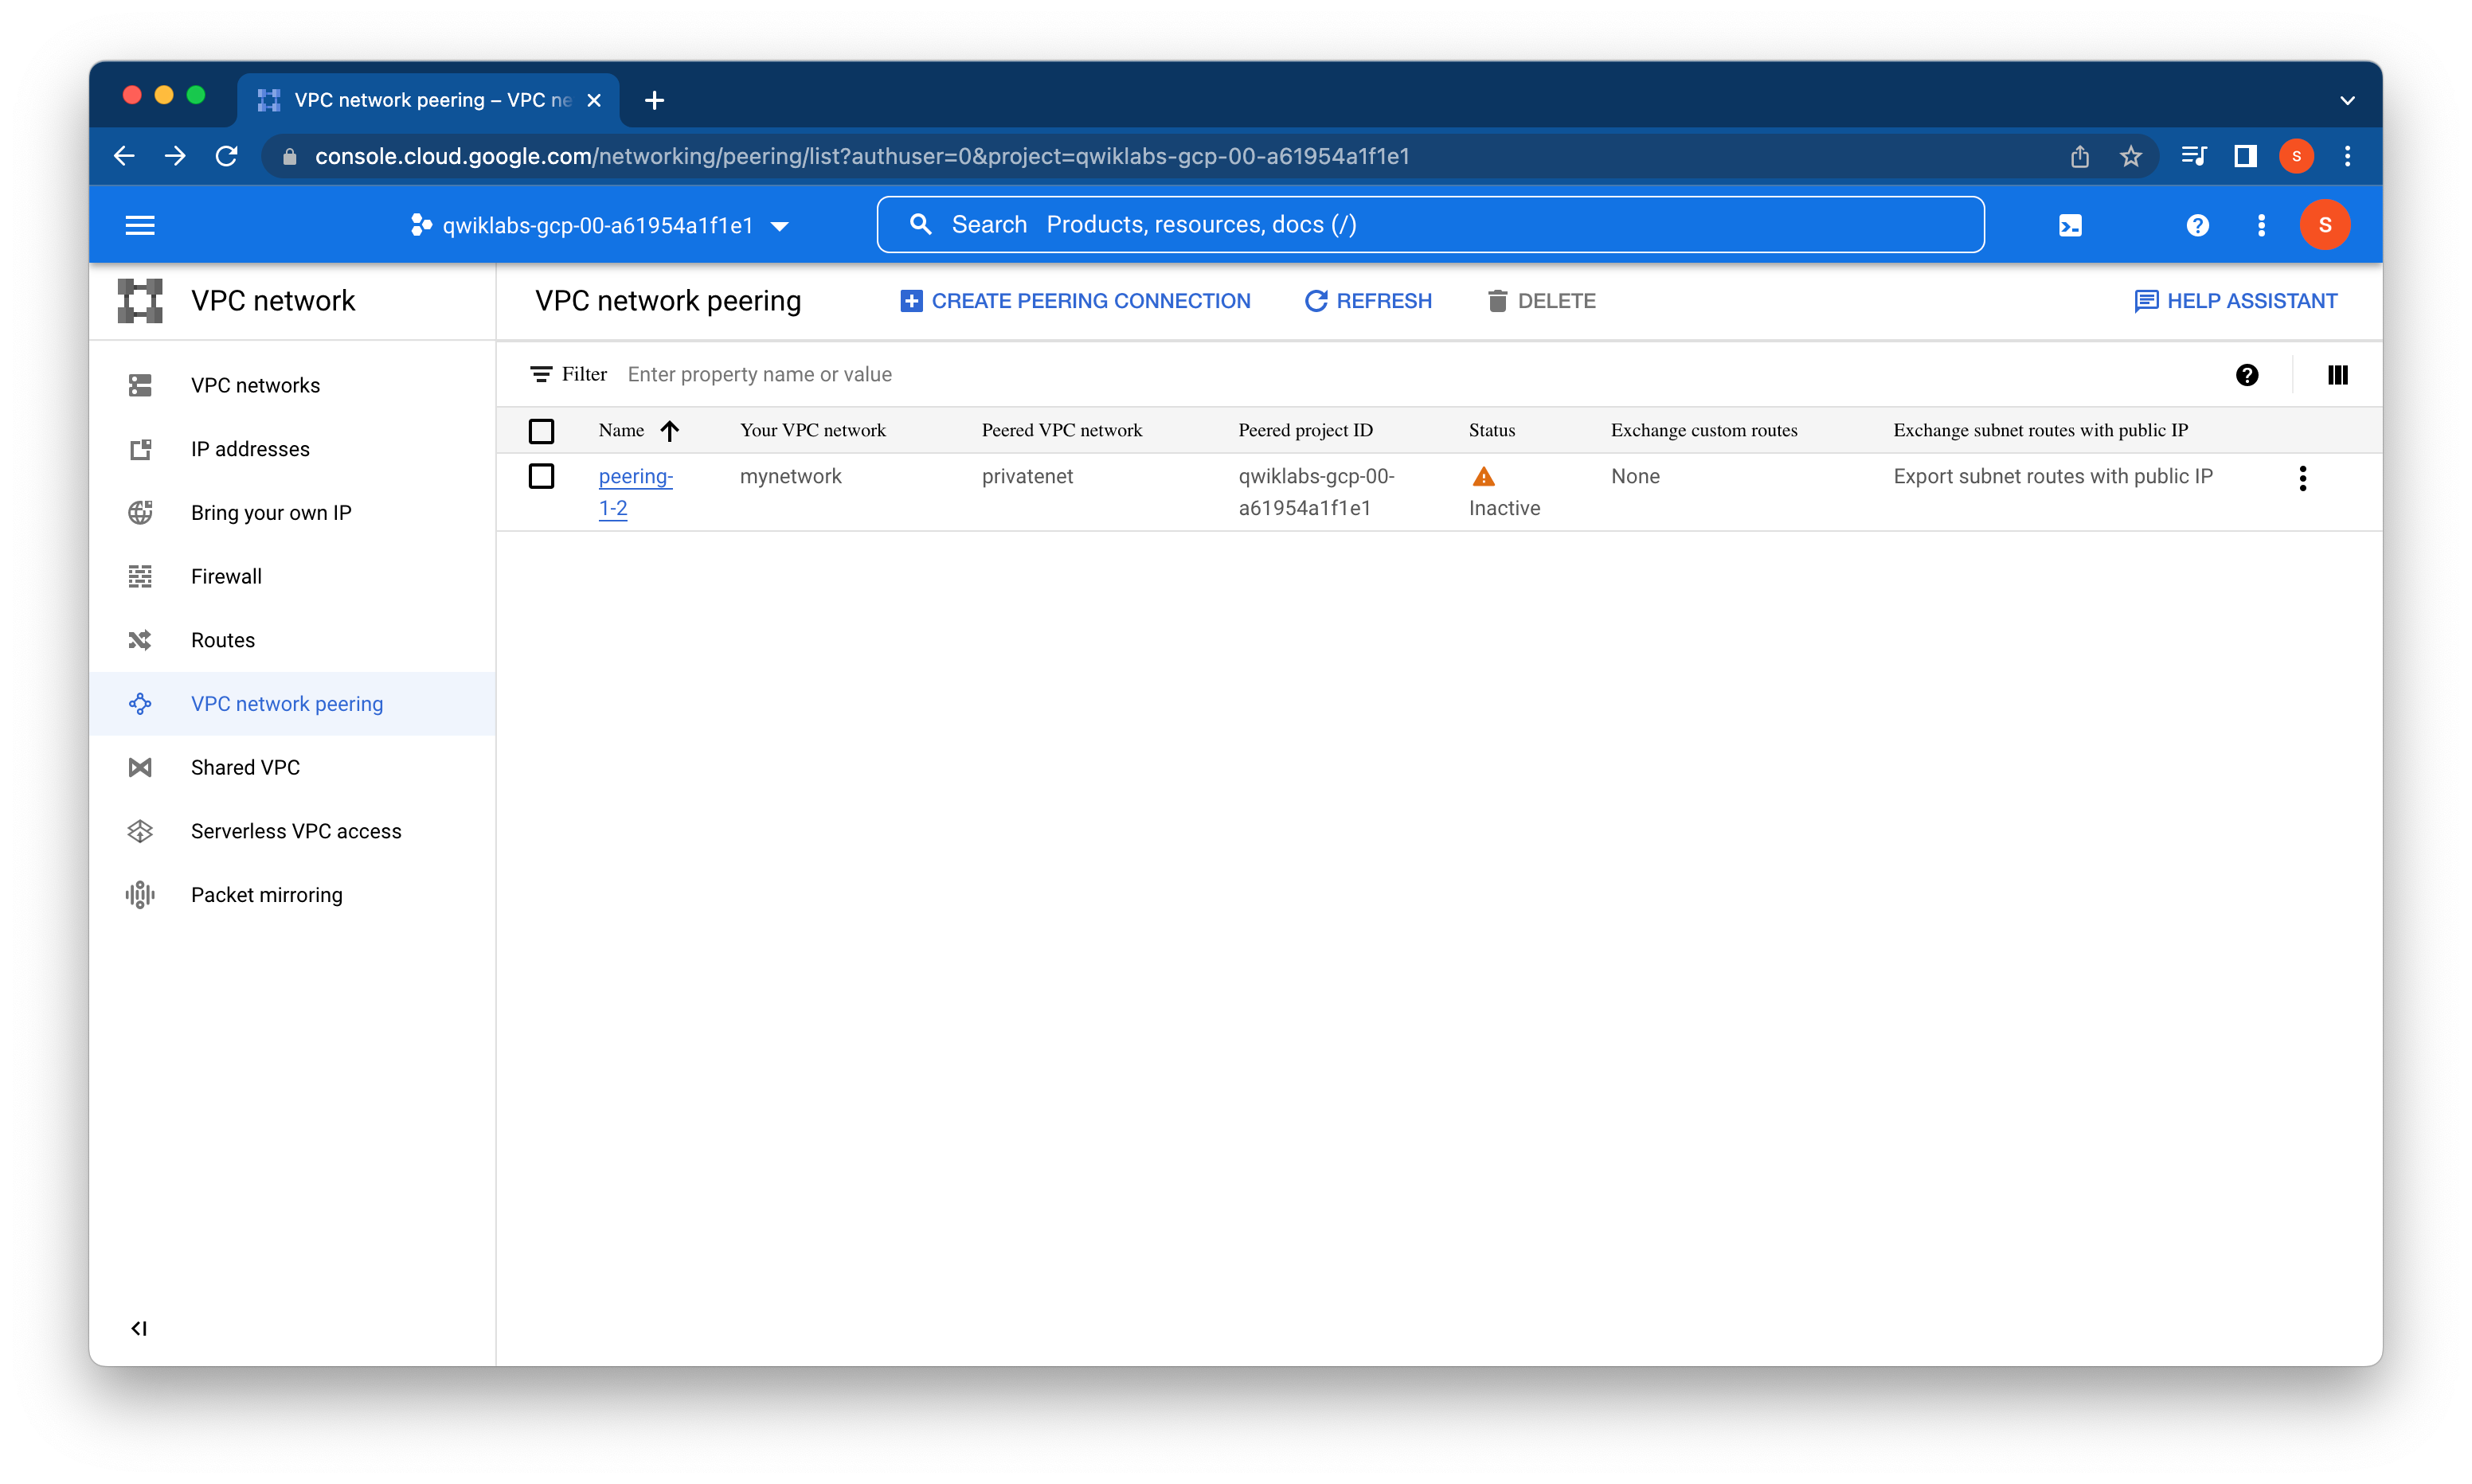 VPC network peering – VPC ne
console.cloud.google.com/networking/peering/list?authuser=0&project=qwiklabs-gcp-00-a61954a1f1e1
S
qwiklabs-gcp-00-a61954a1f1e1
Search Products, resources, docs (/)
S
VPC network
VPC network peering
CREATE PEERING CONNECTION
REFRESH
DELETE
HELP ASSISTANT
VPC networks
IP addresses
Bring your own IP
Firewall
Routes
VPC network peering
Shared VPC
Serverless VPC access
Packet mirroring
Filter Enter property name or value
Name Your VPC network Peered VPC network Peered project ID Status Exchange custom routes Exchange subnet routes with public IP
peering- mynetwork privatenet qwiklabs-gcp-00- None Export subnet routes with public IP
1-2 a61954a1f1e1 Inactive